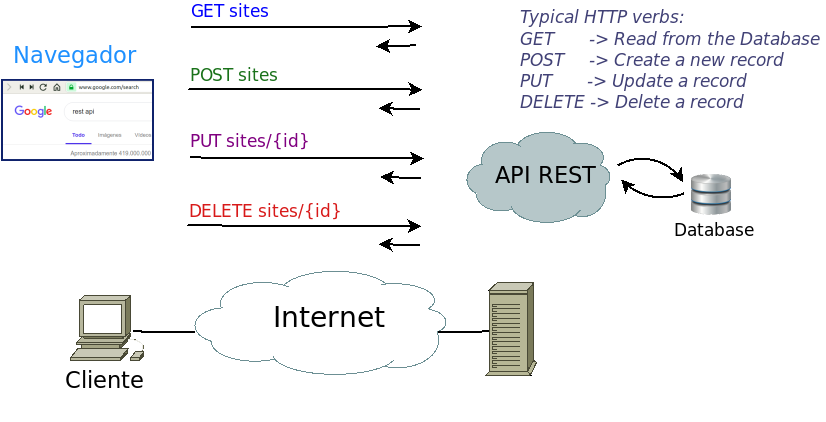 GET sites
Typical HTTP verbs:
GET -> Read from the Database
POST -> Create a new record
PUT -> Update a record
DELETE -> Delete a record
Navegador
www.google.com/search
Google
rest api
Todo Imágenes Vídeos
Aproximadamente 419.000.000
POST sites
PUT sites/{id}
DELETE sites/{id}
API REST
Database
Internet
Cliente